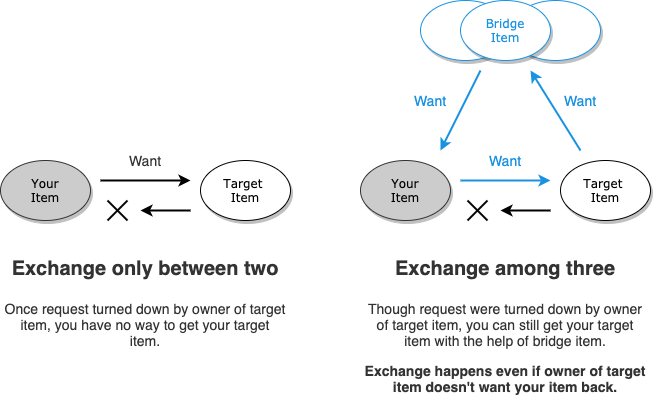 Bridge
Item
Want
Want
Want
Your
Item
Target
Item
Want
Your
Item
Target
Item
Exchange only between two
Once request turned down by owner of target
item, you have no way to get your target
item.
Exchange among three
Though request were turned down by owner
of target item, you can still get your target
item with the help of bridge item.
Exchange happens even if owner of target
item doesn't want your item back.